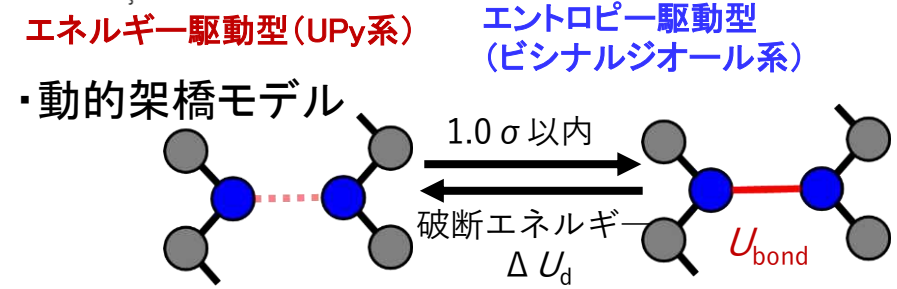 エネルギー駆動型（UPy系）
エントロピー駆動型
（ビシナルジオール系）
・動的架橋モデル
1.0 σ 以内
破断エネルギー
Δ Ud
Ubond